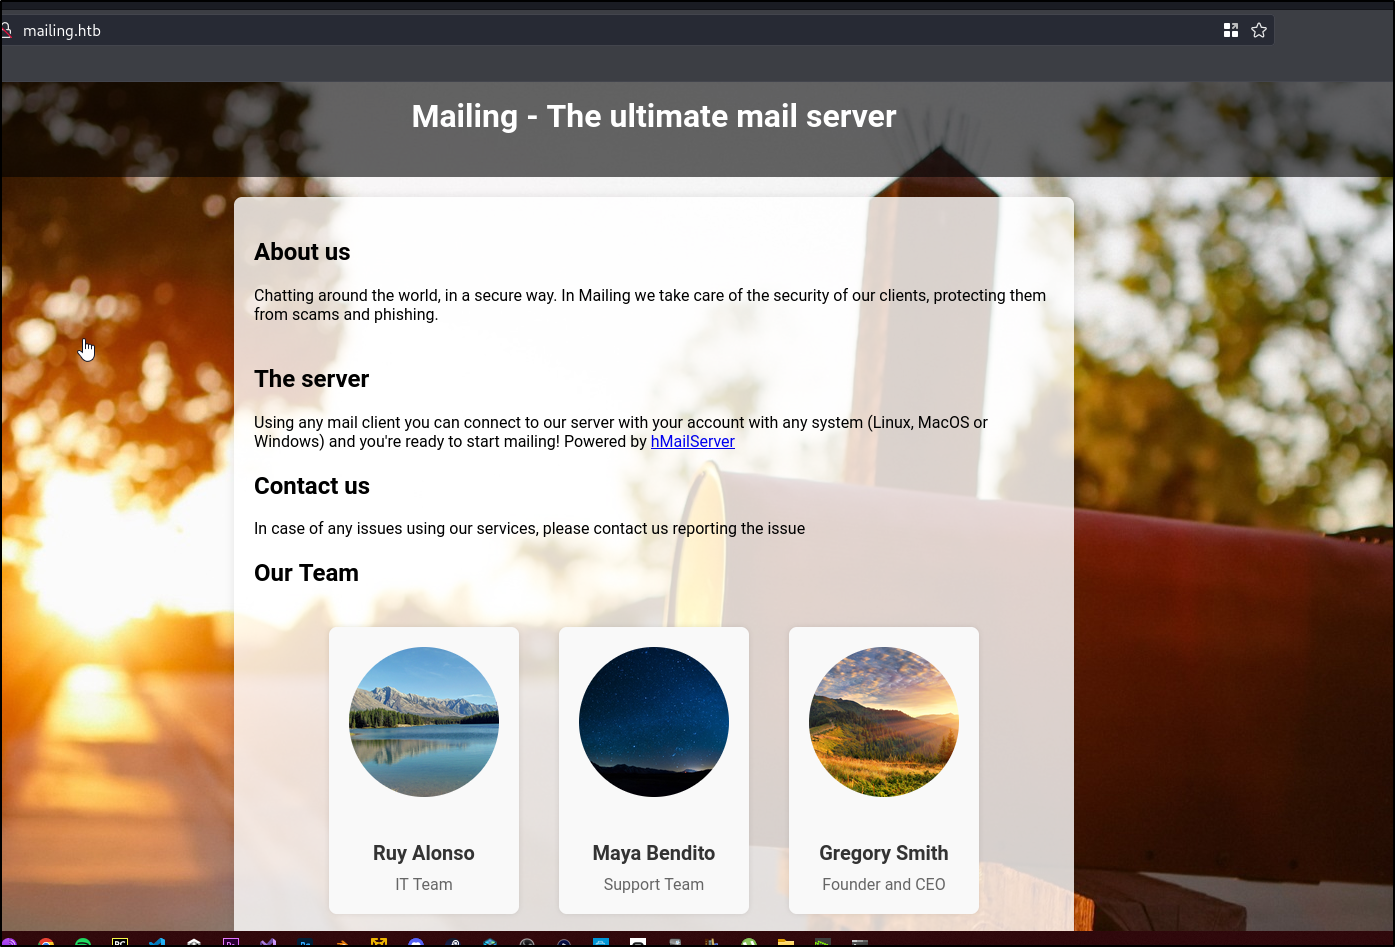 mailing.htb
Mailing - The ultimate mail server
About us
Chatting around the world, in a secure way. In Mailing we take care of the security of our clients, protecting them
from scams and phishing.
The server
Using any mail client you can connect to our server with your account with any system (Linux, MacOS or
Windows) and you're ready to start mailing! Powered by hMailServer
Contact us
In case of any issues using our services, please contact us reporting the issue
Our Team
Ruy Alonso
IT Team
Maya Bendito
Support Team
Gregory Smith
Founder and CEO